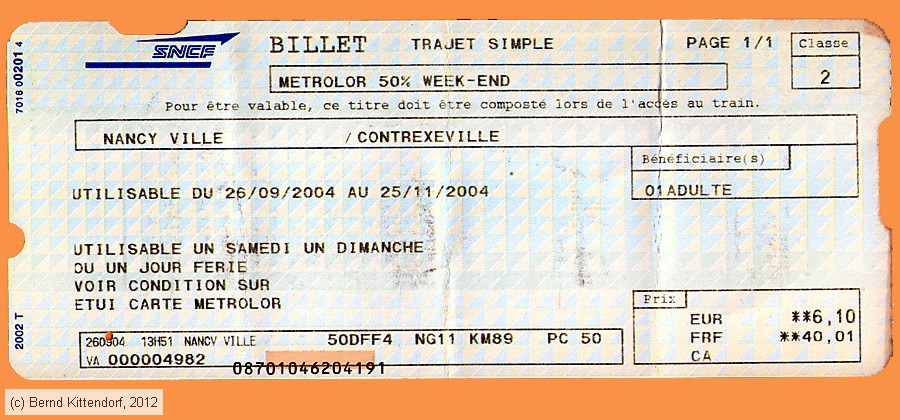 SNCF
BILLET TRAJET SIMPLE PAGE 1/1 Classe
METROLOR 50% WEEK-END 2
Pour être valable, ce titre doit être composté lors de l'accès au train.
NANCY VILLE /CONTREXEVILLE
Bénéficiaire(s)
01ADULTE
UTILISABLE DU 26/09/2004 AU 25/11/2004
UTILISABLE UN SAMEDI UN DIMANCHE
OU UN JOUR FERIE
VOIR CONDITION SUR
ETUI CARTE METROLOR
Prix
EUR **6,10
FRF **40,01
CA
260904 13H51 NANCY VILLE 50DFF4 NG11 KM89 PC 50
VA 000004982
08701046204191
7016 00201 4
2002 T
(c) Bernd Kittendorf, 2012